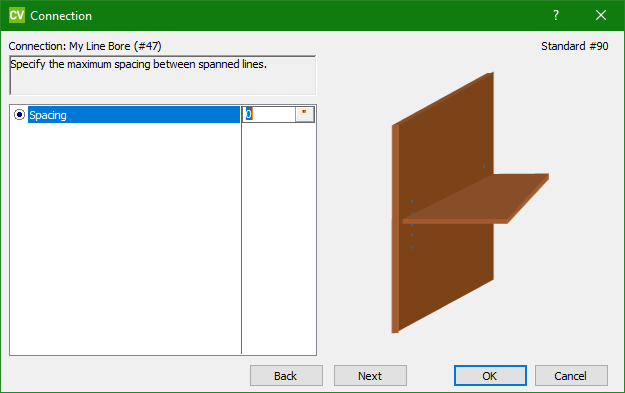 CV Connection ?
Connection: My Line Bore (#47) Standard #90
Specify the maximum spacing between spanned lines.
Spacing 0 "
Back Next OK Cancel